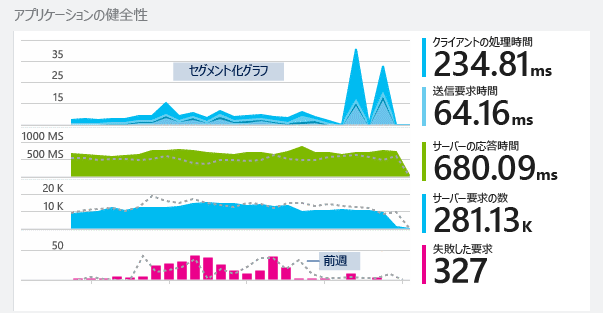 アプリケーションの健全性
35
25
15
セグメント化グラフ
クライアントの処理時間
234.81ms
送信要求時間
64.16ms
1000 MS
500 MS
サーバーの応答時間
680.09ms
20 K
10 K
サーバー要求の数
281.13K
50
前週
失敗した要求
327